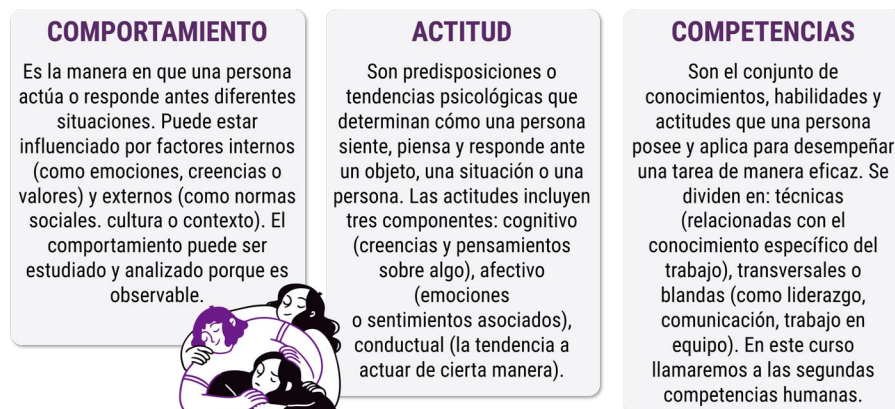 COMPORTAMIENTO
Es la manera en que una persona
actúa o responde antes diferentes
situaciones. Puede estar
influenciado por factores internos
(como emociones, creencias o
valores) y externos (como normas
sociales. cultura o contexto). El
comportamiento puede ser
estudiado y analizado porque es
observable.
ACTITUD
Son predisposiciones o
tendencias psicológicas que
determinan cómo una persona
siente, piensa y responde ante
un objeto, una situación o una
persona. Las actitudes incluyen
tres componentes: cognitivo
(creencias y pensamientos
sobre algo), afectivo
(emociones
o sentimientos asociados),
conductual (la tendencia a
actuar de cierta manera).
COMPETENCIAS
Son el conjunto de
conocimientos, habilidades y
actitudes que una persona
posee y aplica para desempeñar
una tarea de manera eficaz. Se
dividen en: técnicas
(relacionadas con el
conocimiento específico del
trabajo), transversales o
blandas (como liderazgo,
comunicación, trabajo en
equipo). En este curso
llamaremos a las segundas
competencias humanas.